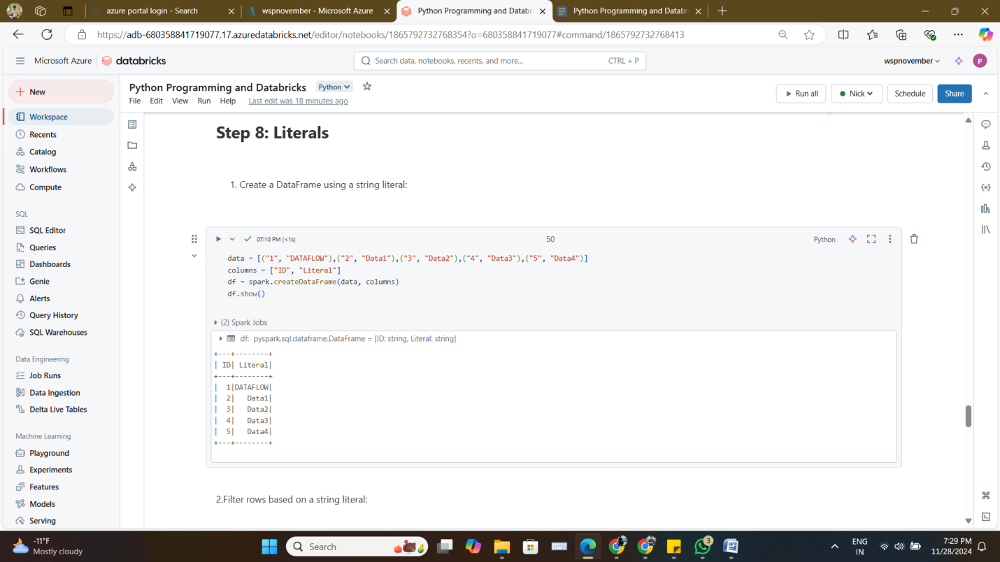 azure portal login - Search
wspnovember - Microsoft Azure
Python Programming and Databri
Python Programming and Databri
https://adb-680358841719077.17.azuredatabricks.net/editor/notebooks/1865792732768354?o=680358841719077#command/1865792732768413
Microsoft Azure
databricks
Search data, notebooks, recents, and more...
CTRL + P
wspnovember
P
New
Workspace
Recents
Catalog
Workflows
Compute
SQL
SQL Editor
Queries
Dashboards
Genie
Alerts
Query History
SQL Warehouses
Data Engineering
Job Runs
Data Ingestion
Delta Live Tables
Machine Learning
Playground
Experiments
Features
Models
Serving
Python Programming and Databricks
Python
File Edit View Run Help Last edit was 18 minutes ago
Run all
Nick
Schedule
Share
Step 8: Literals
1. Create a DataFrame using a string literal:
07:10 PM (<1s)
50
Python
data = [("1", "DATAFLOW"),("2", "Data1"),("3", "Data2"),("4", "Data3"),("5", "Data4")]
columns = ["ID", "Literal"]
df = spark.createDataFrame(data, columns)
df.show()
(2) Spark Jobs
df: pyspark.sql.dataframe.DataFrame = [ID: string, Literal: string]
+---+--------+
| ID| Literal|
+---+--------+
|  1|DATAFLOW|
|  2|   Data1|
|  3|   Data2|
|  4|   Data3|
|  5|   Data4|
+---+--------+
2.Filter rows based on a string literal:
-11°F
Mostly cloudy
Search
3
ENG
IN
7:29 PM
11/28/2024